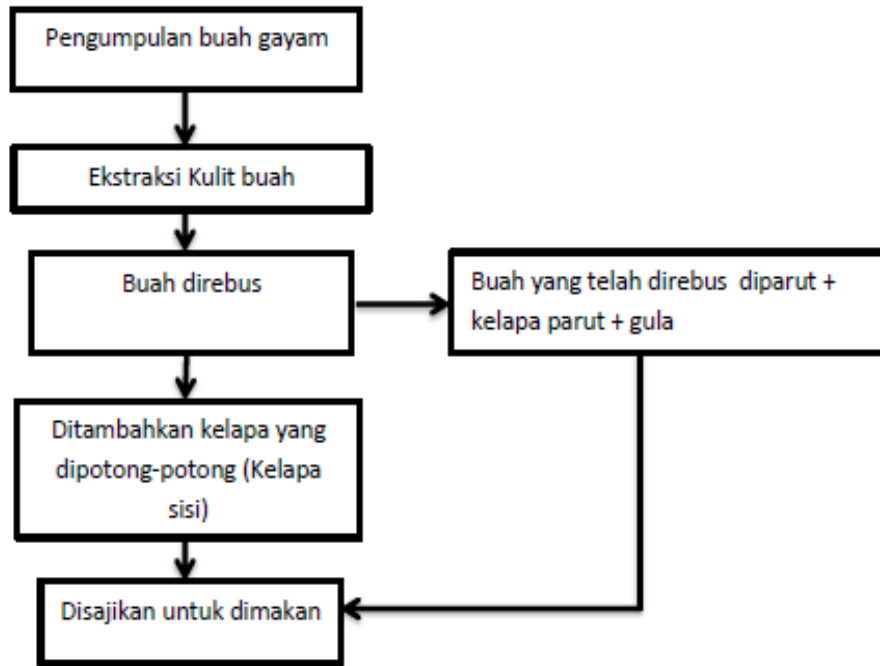 Pengumpulan buah gayam
Ekstraksi Kulit buah
Buah direbus
Buah yang telah direbus diparut +
kelapa parut + gula
Ditambahkan kelapa yang
dipotong-potong (Kelapa
sisi)
Disajikan untuk dimakan